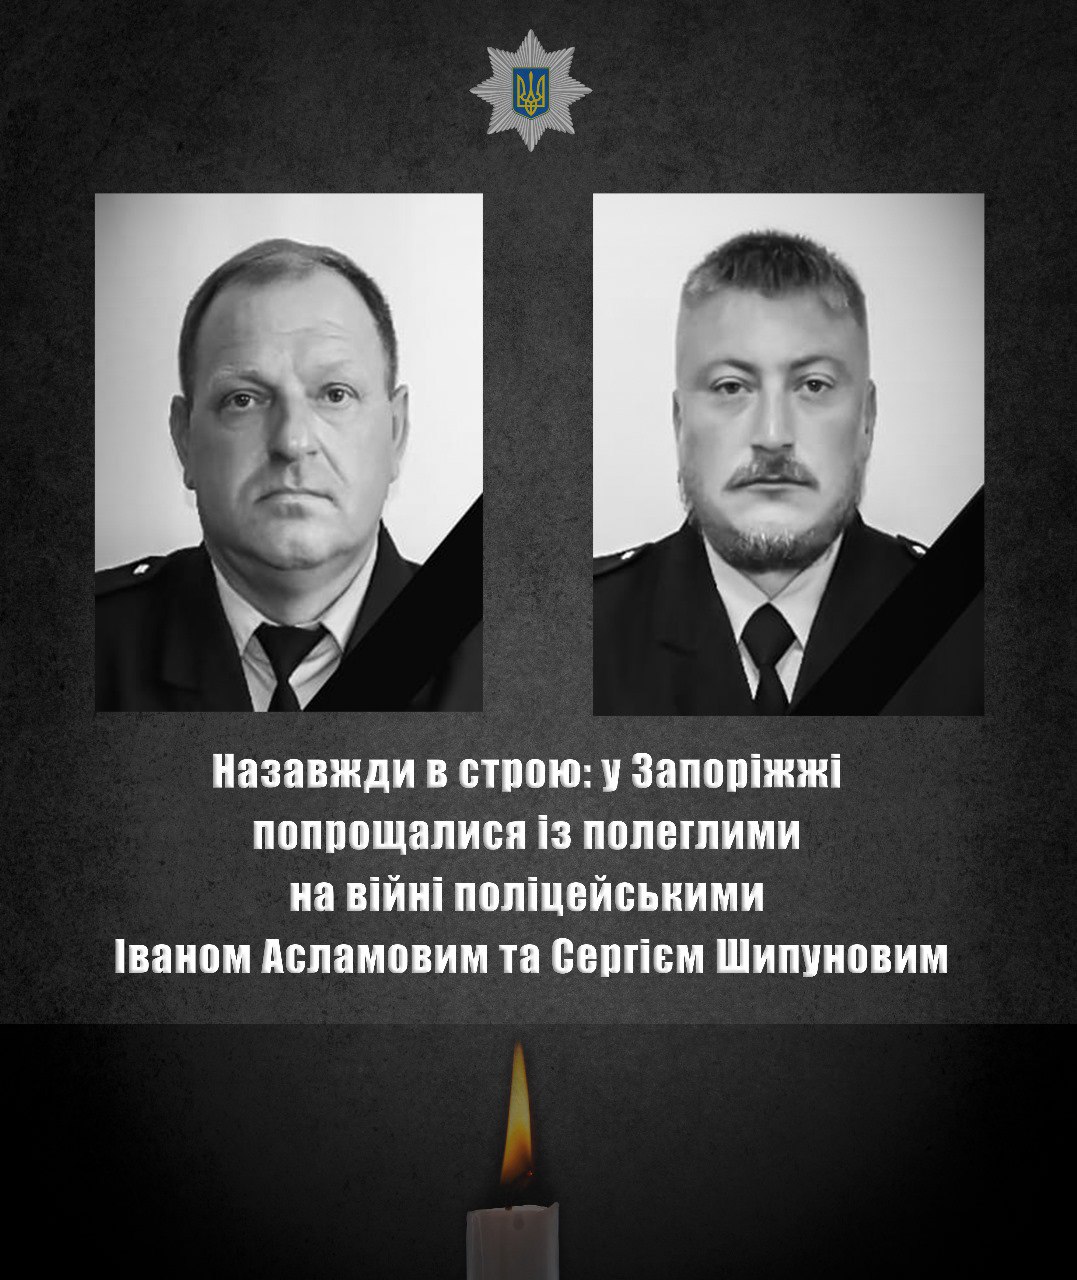 Назавжди в строю: у Запоріжжі
попрощалися із полеглими
на війні поліцейськими
Іваном Асламовим та Сергієм Шипуновим